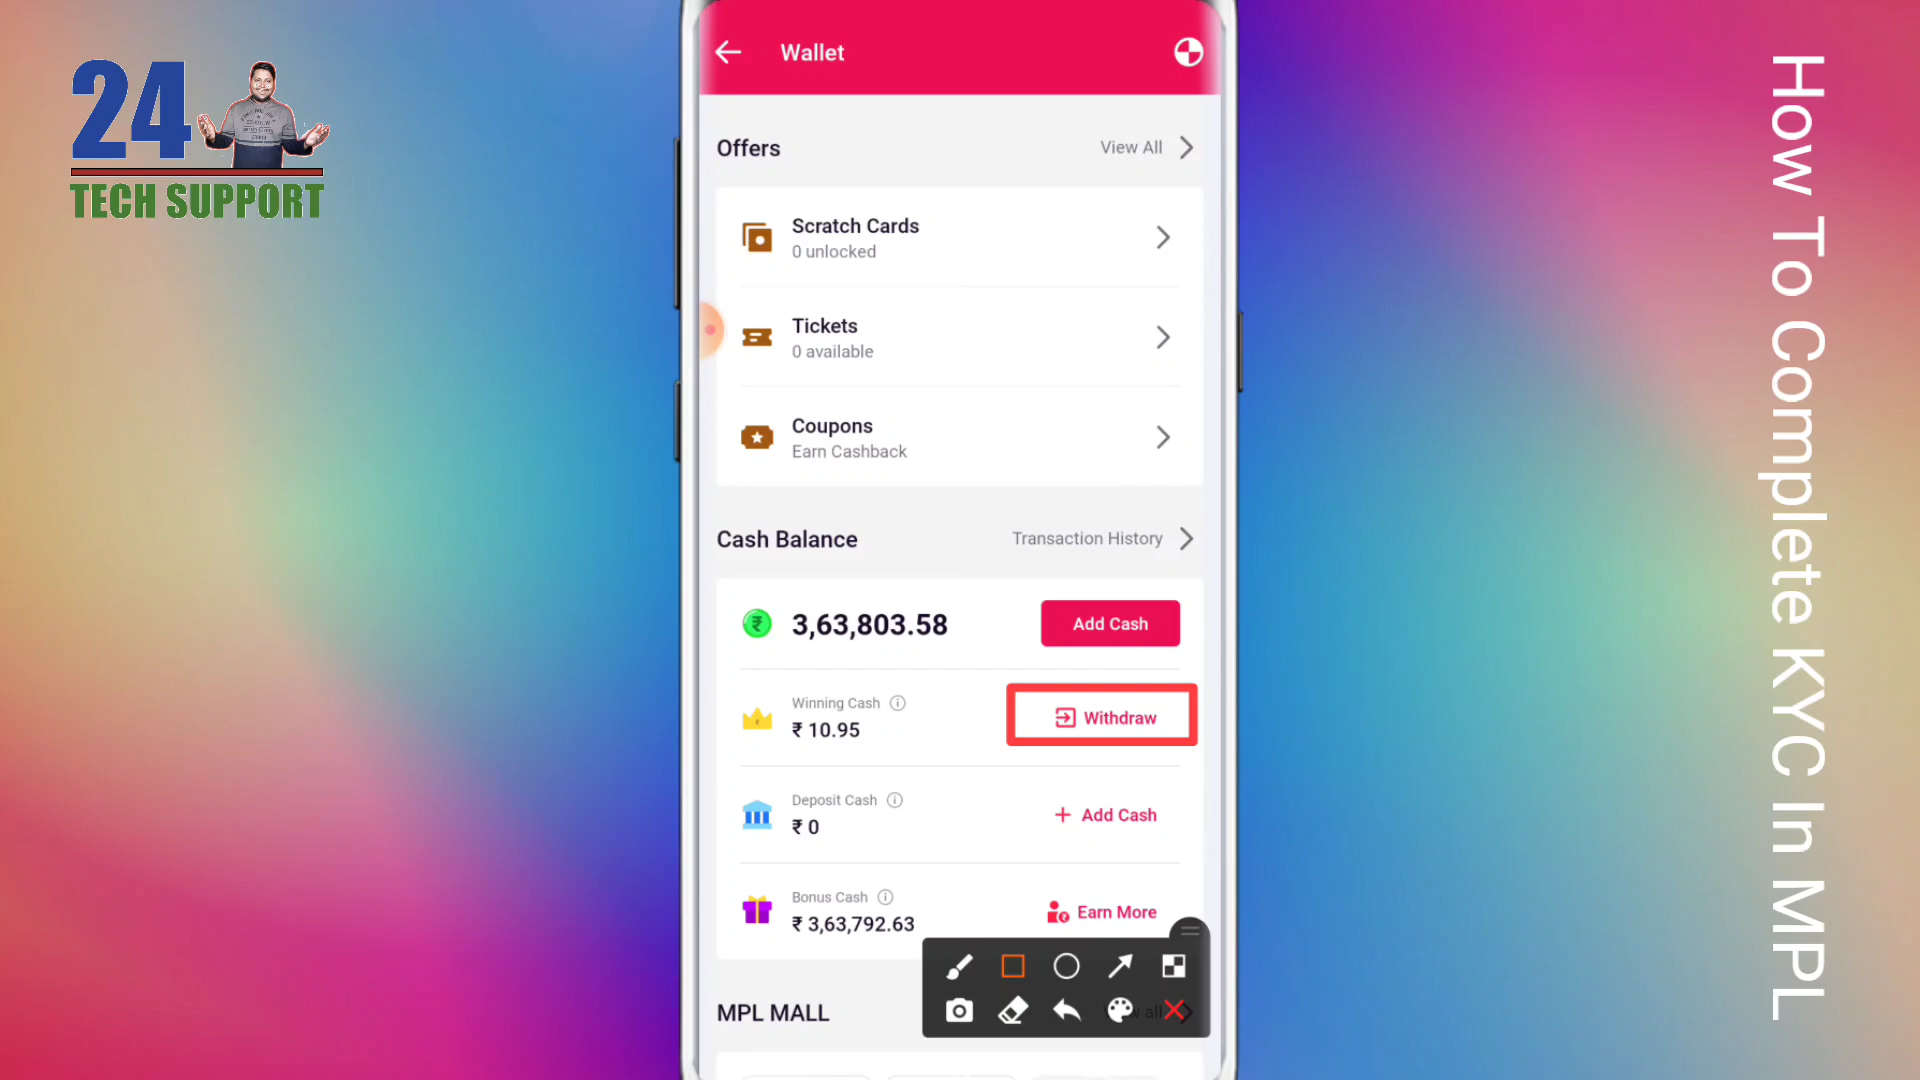 24
TECH SUPPORT
Wallet
Offers
View All
Scratch Cards
0 unlocked
Tickets
0 available
Coupons
Earn Cashback
Cash Balance
Transaction History
₹
3,63,803.58
Add Cash
Winning Cash
₹ 10.95
Withdraw
Deposit Cash
₹ 0
+ Add Cash
Bonus Cash
₹ 3,63,792.63
Earn More
MPL MALL
How To Complete KYC In MPL